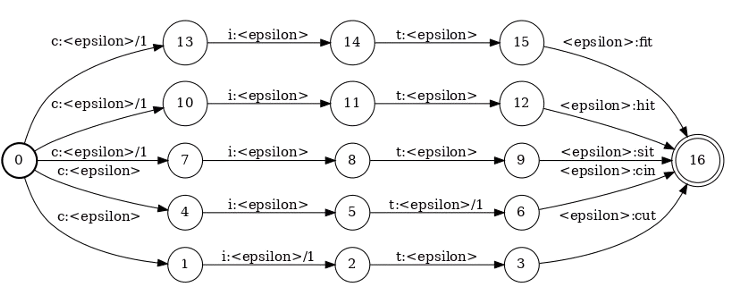 c:<epsilon>/1 13 i:<epsilon> 14 t:<epsilon> 15 <epsilon>:fit
c:<epsilon>/1 10 i:<epsilon> 11 t:<epsilon> 12 <epsilon>:hit
0 c:<epsilon>/1 7 i:<epsilon> 8 t:<epsilon> 9 <epsilon>:sit 16
c:<epsilon> 4 i:<epsilon> 5 t:<epsilon>/1 6 <epsilon>:cin
c:<epsilon> 1 i:<epsilon>/1 2 t:<epsilon> 3 <epsilon>:cut